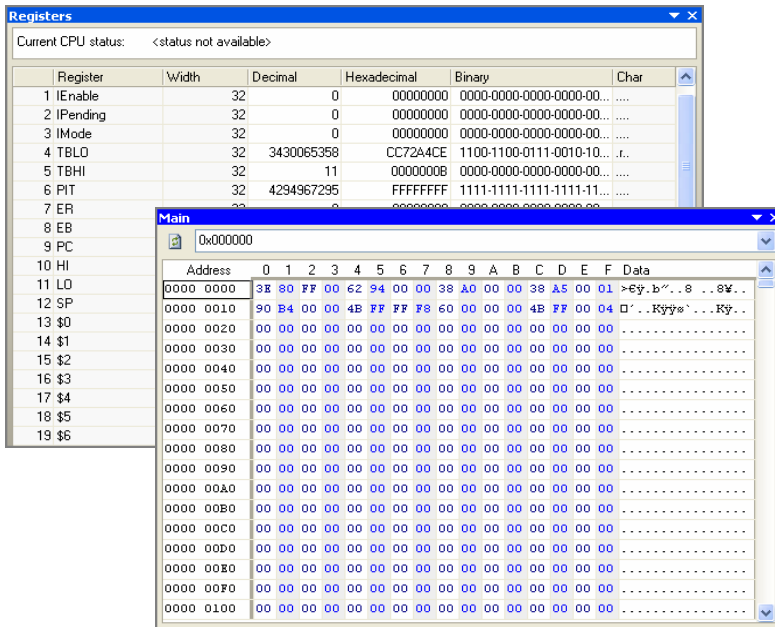 Registers
Current CPU status: <status not available>
Register Width Decimal Hexadecimal Binary Char
1 IEnable 32 0 00000000 0000-0000-0000-0000-00... ....
2 IPending 32 0 00000000 0000-0000-0000-0000-00... ....
3 IMode 32 0 00000000 0000-0000-0000-0000-00... ....
4 TBLO 32 3430065358 CC72A4CE 1100-1100-0111-0010-10... .r..
5 TBHI 32 11 0000000B 0000-0000-0000-0000-00... ....
6 PIT 32 4294967295 FFFFFFFF 1111-1111-1111-1111-11... ....
7 ER
8 EB
9 PC
10 HI
11 LO
12 SP
13 $0
14 $1
15 $2
16 $3
17 $4
18 $5
19 $6
Main
0x000000
Address 0 1 2 3 4 5 6 7 8 9 A B C D E F Data
0000 0000 3E 80 FF 00 62 94 00 00 38 A0 00 00 38 A5 00 01 >€ÿ.b”..8 ..8¥..
0000 0010 90 B4 00 00 4B FF FF F8 60 00 00 00 4B FF 00 04 □´..Kÿÿø`...Kÿ..
0000 0020 00 00 00 00 00 00 00 00 00 00 00 00 00 00 00 00 ................
0000 0030 00 00 00 00 00 00 00 00 00 00 00 00 00 00 00 00 ................
0000 0040 00 00 00 00 00 00 00 00 00 00 00 00 00 00 00 00 ................
0000 0050 00 00 00 00 00 00 00 00 00 00 00 00 00 00 00 00 ................
0000 0060 00 00 00 00 00 00 00 00 00 00 00 00 00 00 00 00 ................
0000 0070 00 00 00 00 00 00 00 00 00 00 00 00 00 00 00 00 ................
0000 0080 00 00 00 00 00 00 00 00 00 00 00 00 00 00 00 00 ................
0000 0090 00 00 00 00 00 00 00 00 00 00 00 00 00 00 00 00 ................
0000 00A0 00 00 00 00 00 00 00 00 00 00 00 00 00 00 00 00 ................
0000 00B0 00 00 00 00 00 00 00 00 00 00 00 00 00 00 00 00 ................
0000 00C0 00 00 00 00 00 00 00 00 00 00 00 00 00 00 00 00 ................
0000 00D0 00 00 00 00 00 00 00 00 00 00 00 00 00 00 00 00 ................
0000 00E0 00 00 00 00 00 00 00 00 00 00 00 00 00 00 00 00 ................
0000 00F0 00 00 00 00 00 00 00 00 00 00 00 00 00 00 00 00 ................
0000 0100 00 00 00 00 00 00 00 00 00 00 00 00 00 00 00 00 ................